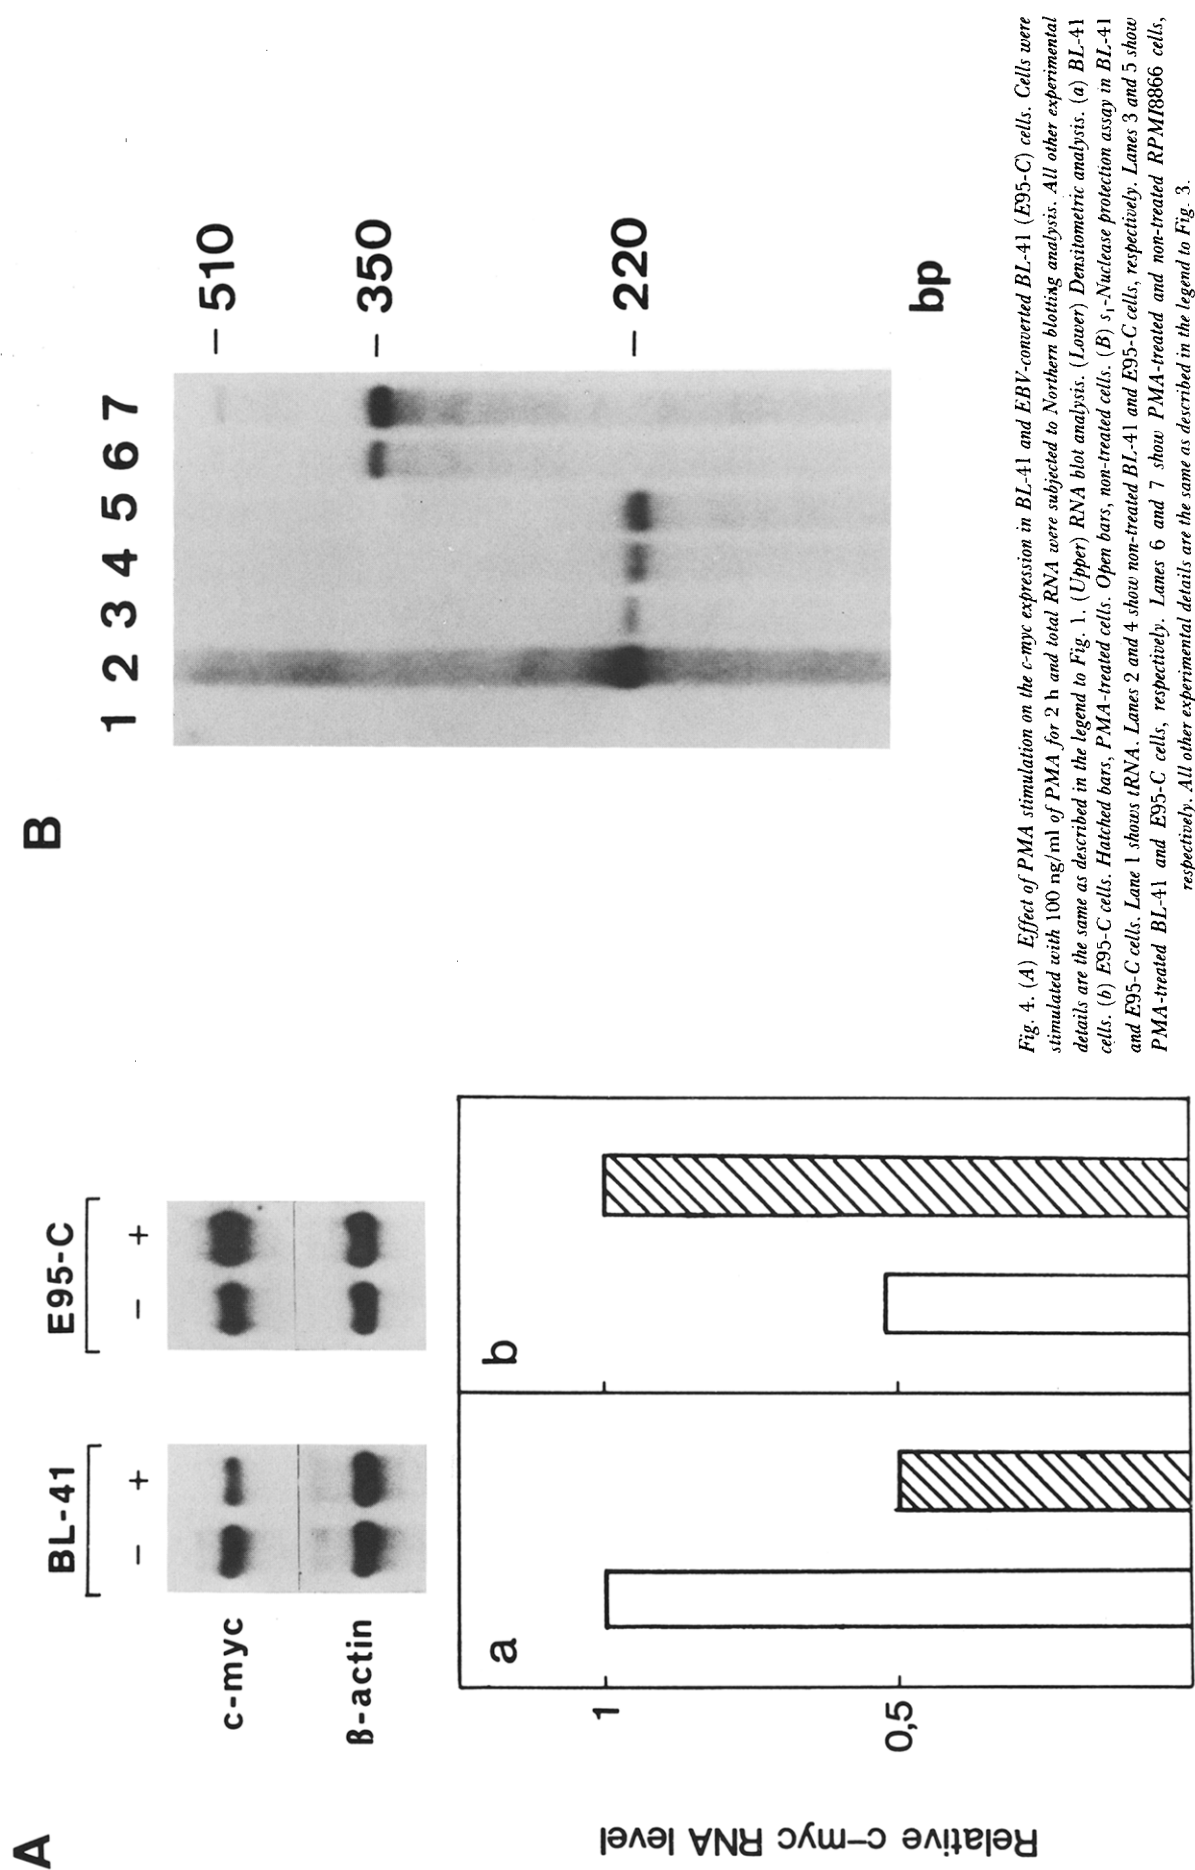 A
BL-41
E95-C
− + − +
c-myc
β-actin
Relative c-myc RNA level
1
0,5
a
b
B
1 2 3 4 5 6 7
– 510
– 350
– 220
bp
Fig. 4. (A) Effect of PMA stimulation on the c-myc expression in BL-41 and EBV-converted BL-41 (E95-C) cells. Cells were
stimulated with 100 ng/ml of PMA for 2 h and total RNA were subjected to Northern blotting analysis. All other experimental
details are the same as described in the legend to Fig. 1. (Upper) RNA blot analysis. (Lower) Densitometric analysis. (a) BL-41
cells. (b) E95-C cells. Hatched bars, PMA-treated cells. Open bars, non-treated cells. (B) s₁-Nuclease protection assay in BL-41
and E95-C cells. Lane 1 shows tRNA. Lanes 2 and 4 show non-treated BL-41 and E95-C cells, respectively. Lanes 3 and 5 show
PMA-treated BL-41 and E95-C cells, respectively. Lanes 6 and 7 show PMA-treated and non-treated RPMI8866 cells,
respectively. All other experimental details are the same as described in the legend to Fig. 3.